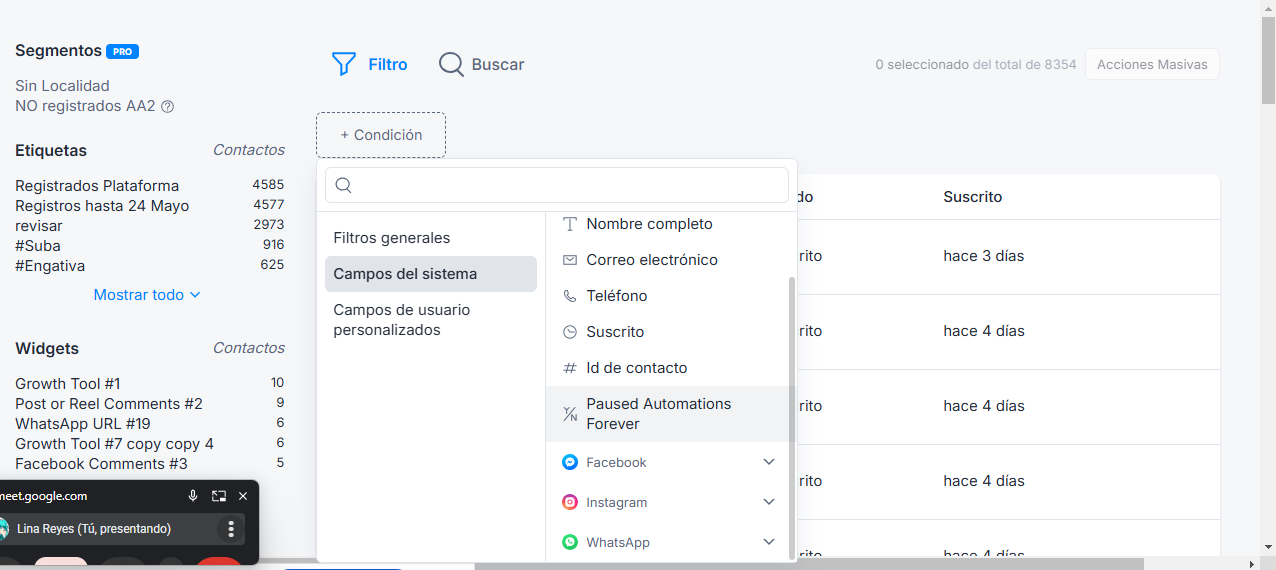 Segmentos PRO
Sin Localidad
NO registrados AA2
Etiquetas Contactos
Registrados Plataforma 4585
Registros hasta 24 Mayo 4577
revisar 2973
#Suba 916
#Engativa 625
Mostrar todo
Widgets Contactos
Growth Tool #1 10
Post or Reel Comments #2 9
WhatsApp URL #19 6
Growth Tool #7 copy copy 4 6
Facebook Comments #3 5
meet.google.com
Lina Reyes (Tú, presentando)
Filtro
Buscar
0 seleccionado del total de 8354
Acciones Masivas
+ Condición
Filtros generales
Campos del sistema
Campos de usuario
personalizados
Nombre completo
Correo electrónico
Teléfono
Suscrito
Id de contacto
Paused Automations
Forever
Facebook
Instagram
WhatsApp
do Suscrito
rito hace 3 días
rito hace 4 días
rito hace 4 días
rito hace 4 días
rito hace 4 días